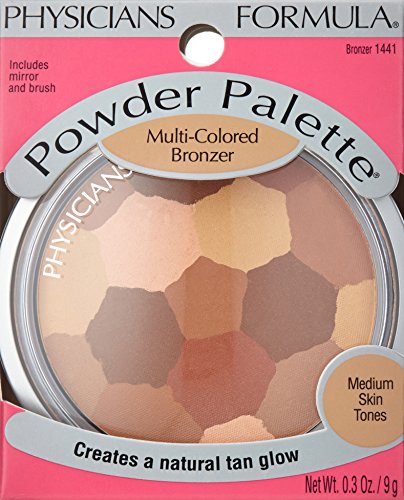 PHYSICIANS FORMULA®
Bronzer 1441
Includes
mirror
and brush
Powder Palette®
Multi-Colored
Bronzer
PHYSICIANS
Medium
Skin
Tones
Creates a natural tan glow
Net Wt. 0.3 Oz. / 9 g